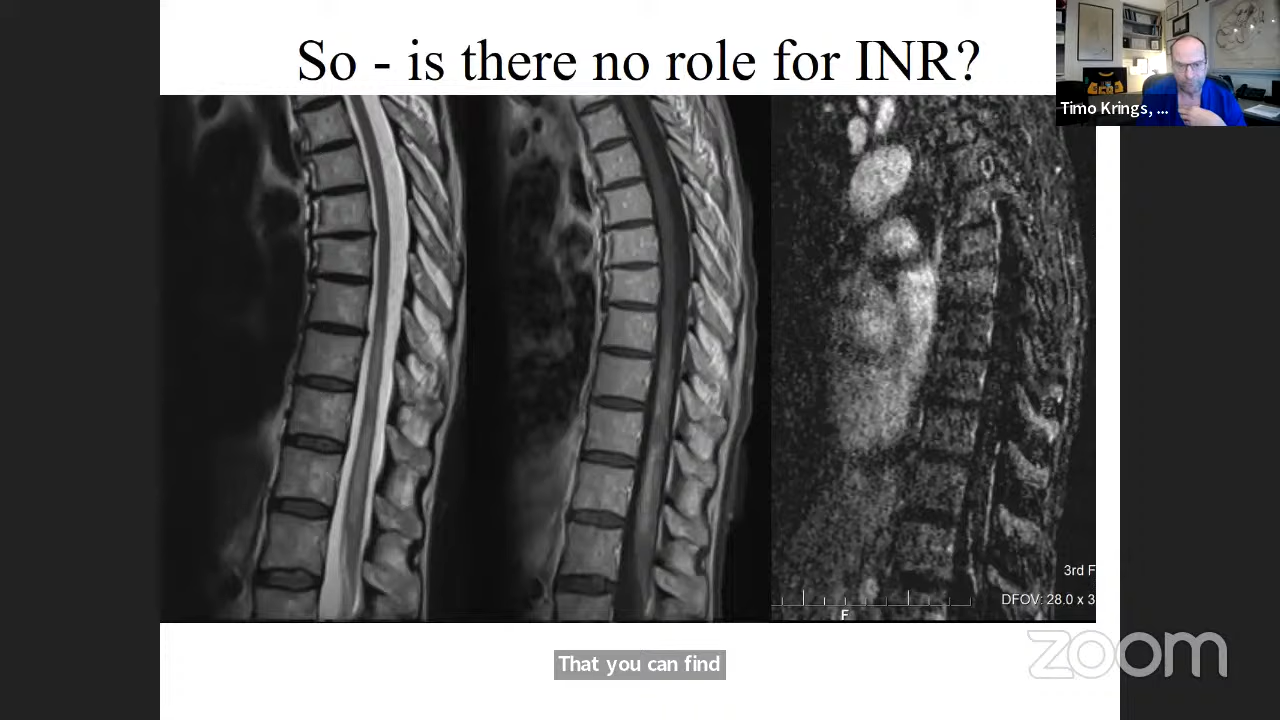 So - is there no role for INR?
Timo Krings, ...
3rd F
DFOV: 28.0 x 3
F
That you can find
zoom